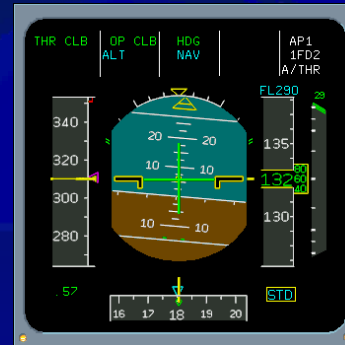 THR CLB OP CLB HDG AP1
ALT NAV 1FD2
A/THR
FL290 29
340
20 20 135
320
10 10 80
132 60
300 40
10 10 130
280
.57 STD
16 17 18 19 20